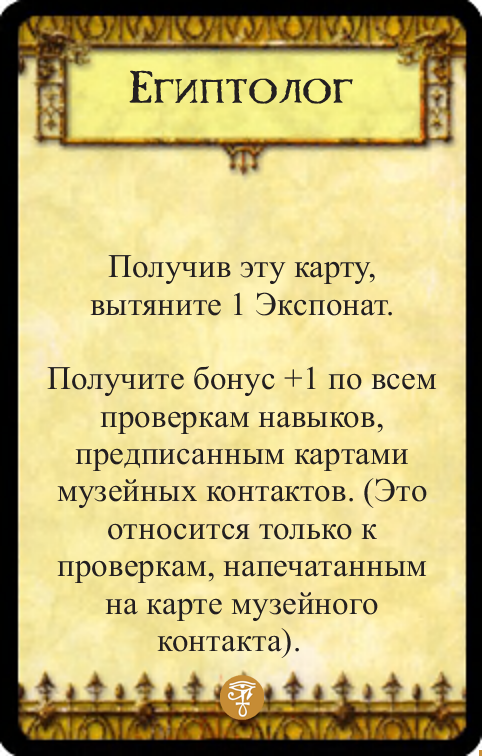 Египтолог
Получив эту карту,
вытяните 1 Экспонат.
Получите бонус +1 по всем
проверкам навыков,
предписанным картами
музейных контактов. (Это
относится только к
проверкам, напечатанным
на карте музейного
контакта).